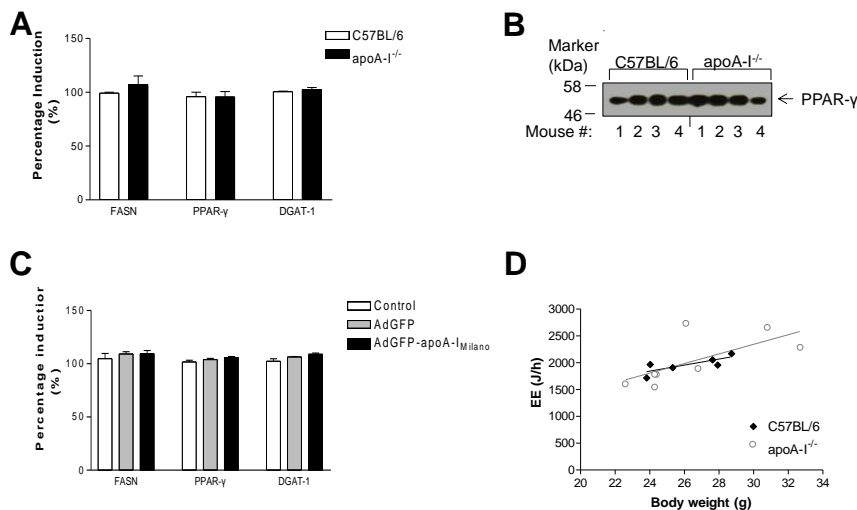 A
C57BL/6
apoA-I-/-
Percentage Induction
(%)
150
100
50
0
FASN
PPAR-γ
DGAT-1
B
Marker
(kDa)
C57BL/6
apoA-I-/-
58
46
PPAR-γ
Mouse #:
1 2 3 4 1 2 3 4
C
Control
AdGFP
AdGFP-apoA-IMilano
Percentage induction
(%)
150
100
50
0
FASN
PPAR-γ
DGAT-1
D
EE (J/h)
3000
2500
2000
1500
1000
500
0
C57BL/6
apoA-I-/-
20 22 24 26 28 30 32 34
Body weight (g)